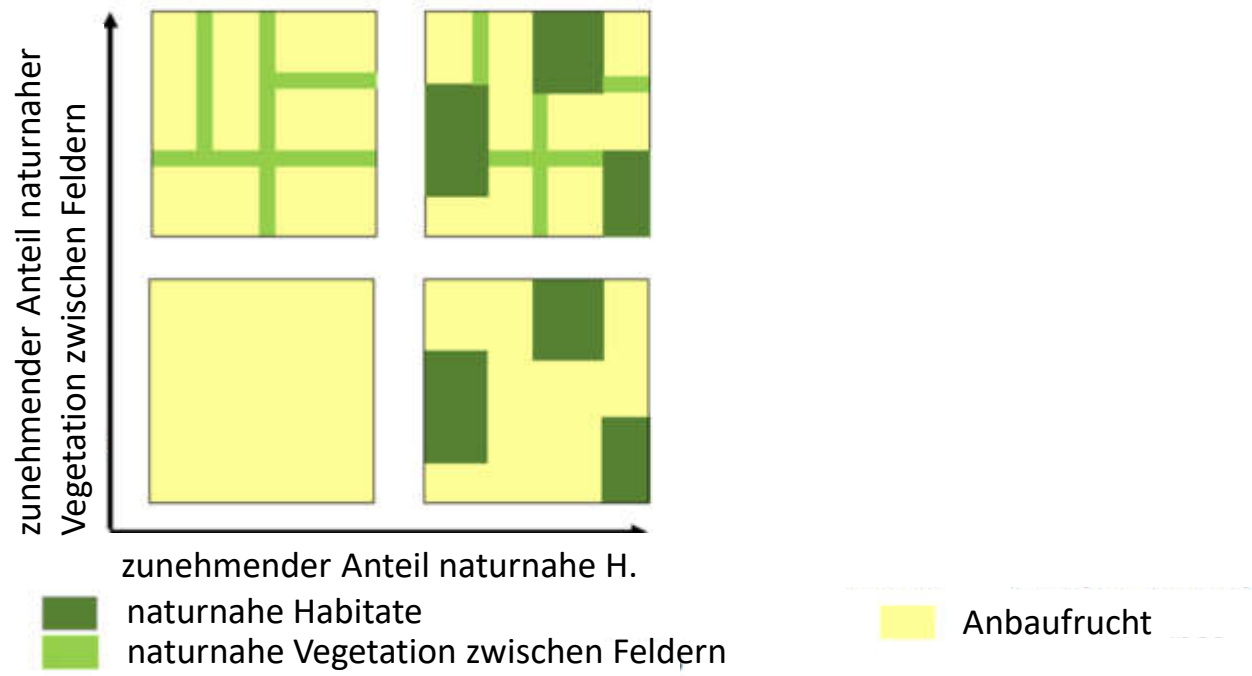 zunehmender Anteil naturnaher
Vegetation zwischen Feldern
zunehmender Anteil naturnahe H.
naturnahe Habitate
naturnahe Vegetation zwischen Feldern
Anbaufrucht